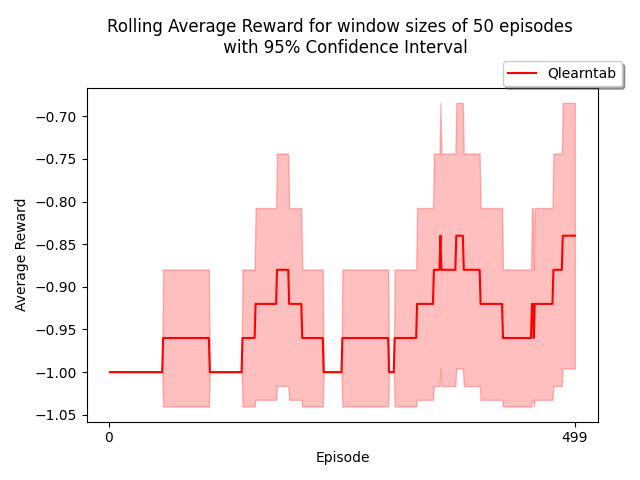 Rolling Average Reward for window sizes of 50 episodes
with 95% Confidence Interval
Qlearntab
−0.70
−0.75
−0.80
−0.85
−0.90
−0.95
−1.00
−1.05
Average Reward
0
499
Episode